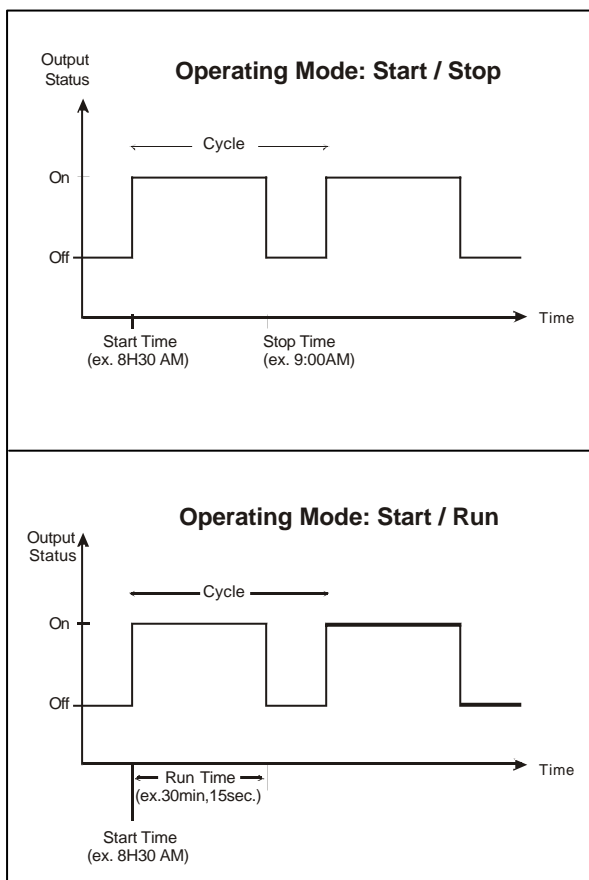 Output
Status
Operating Mode: Start / Stop
Cycle
On
Off
Time
Start Time
(ex. 8H30 AM)
Stop Time
(ex. 9:00AM)
Operating Mode: Start / Run
Output
Status
Cycle
On
Off
Time
Run Time
(ex.30min,15sec.)
Start Time
(ex. 8H30 AM)